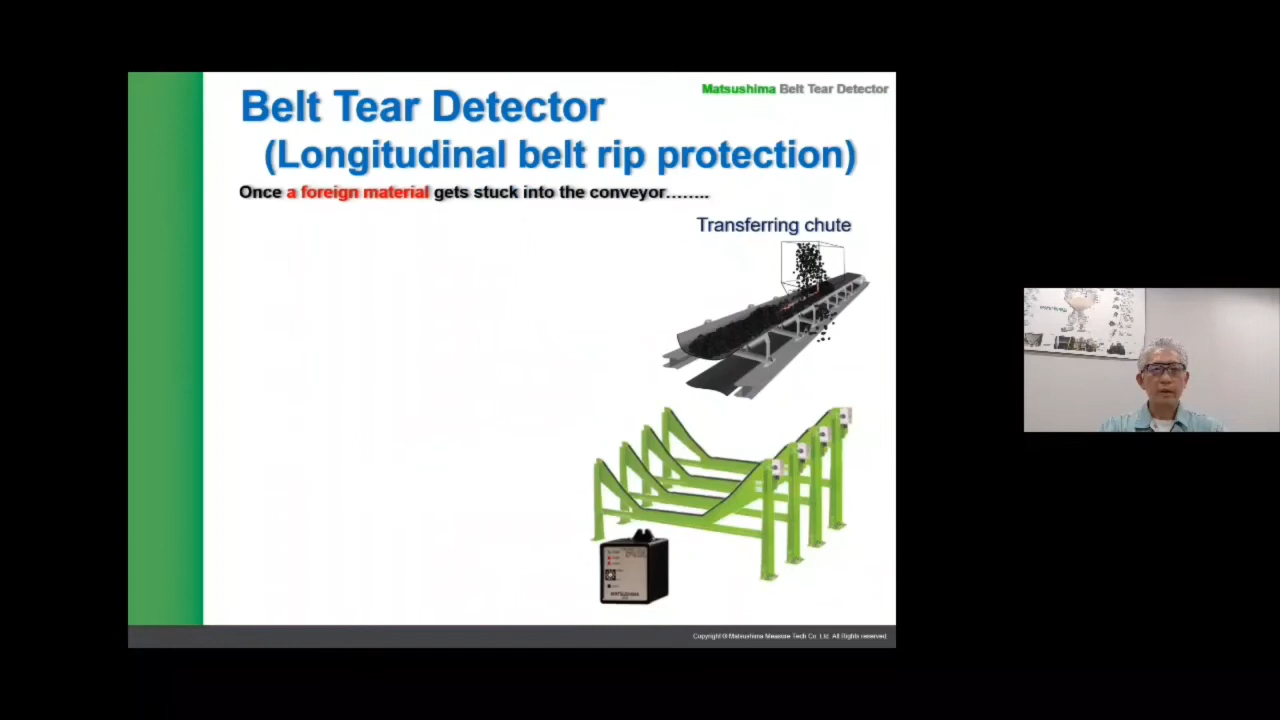 Matsushima Belt Tear Detector
Belt Tear Detector
(Longitudinal belt rip protection)
Once a foreign material gets stuck into the conveyor........
Transferring chute
MATSUSHIMA
Copyright © Matsushima Measure Tech Co. Ltd. All Rights reserved.